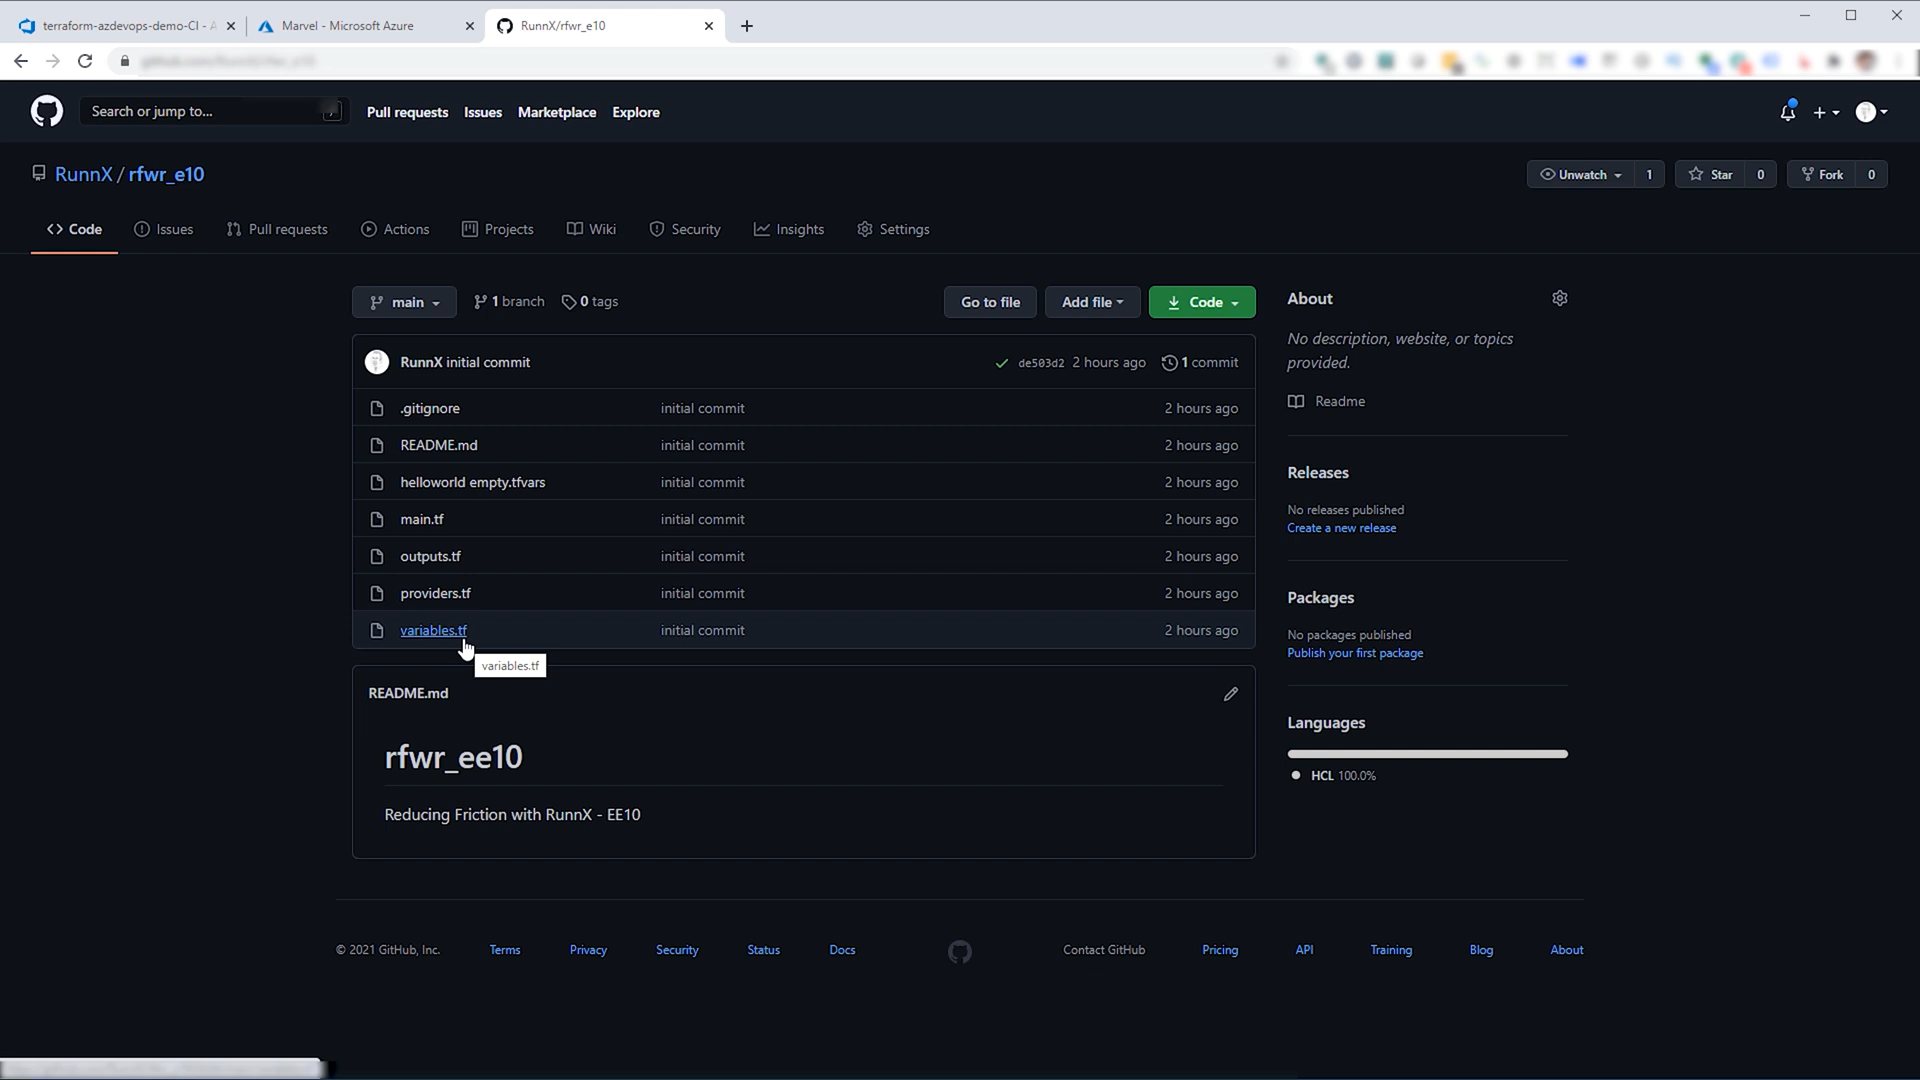 terraform-azdevops-demo-CI - A
Marvel - Microsoft Azure
RunnX/rfwr_e10
Search or jump to...
/
Pull requests
Issues
Marketplace
Explore
RunnX / rfwr_e10
Unwatch 1
Star 0
Fork 0
Code
Issues
Pull requests
Actions
Projects
Wiki
Security
Insights
Settings
main
1 branch
0 tags
Go to file
Add file
Code
RunnX initial commit
de503d2 2 hours ago
1 commit
.gitignore initial commit 2 hours ago
README.md initial commit 2 hours ago
helloworld empty.tfvars initial commit 2 hours ago
main.tf initial commit 2 hours ago
outputs.tf initial commit 2 hours ago
providers.tf initial commit 2 hours ago
variables.tf initial commit 2 hours ago
variables.tf
README.md
rfwr_ee10
Reducing Friction with RunnX - EE10
About
No description, website, or topics
provided.
Readme
Releases
No releases published
Create a new release
Packages
No packages published
Publish your first package
Languages
HCL 100.0%
© 2021 GitHub, Inc.
Terms
Privacy
Security
Status
Docs
Contact GitHub
Pricing
API
Training
Blog
About